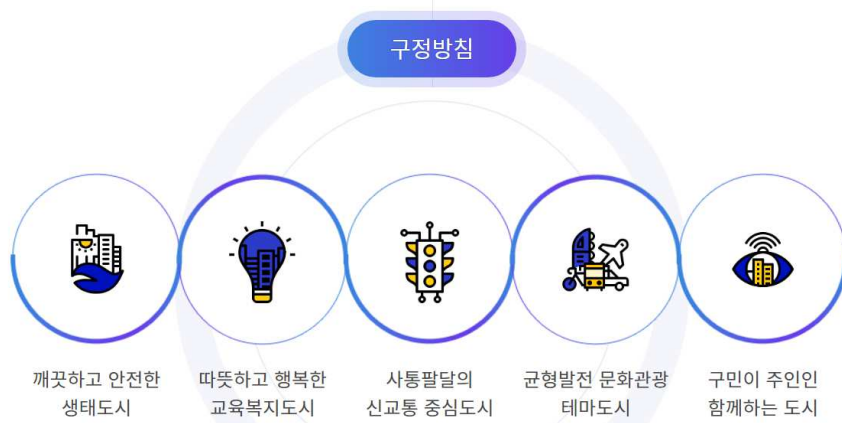 구정방침
깨끗하고 안전한
생태도시
따뜻하고 행복한
교육복지도시
사통팔달의
신교통 중심도시
균형발전 문화관광
테마도시
구민이 주인인
함께하는 도시